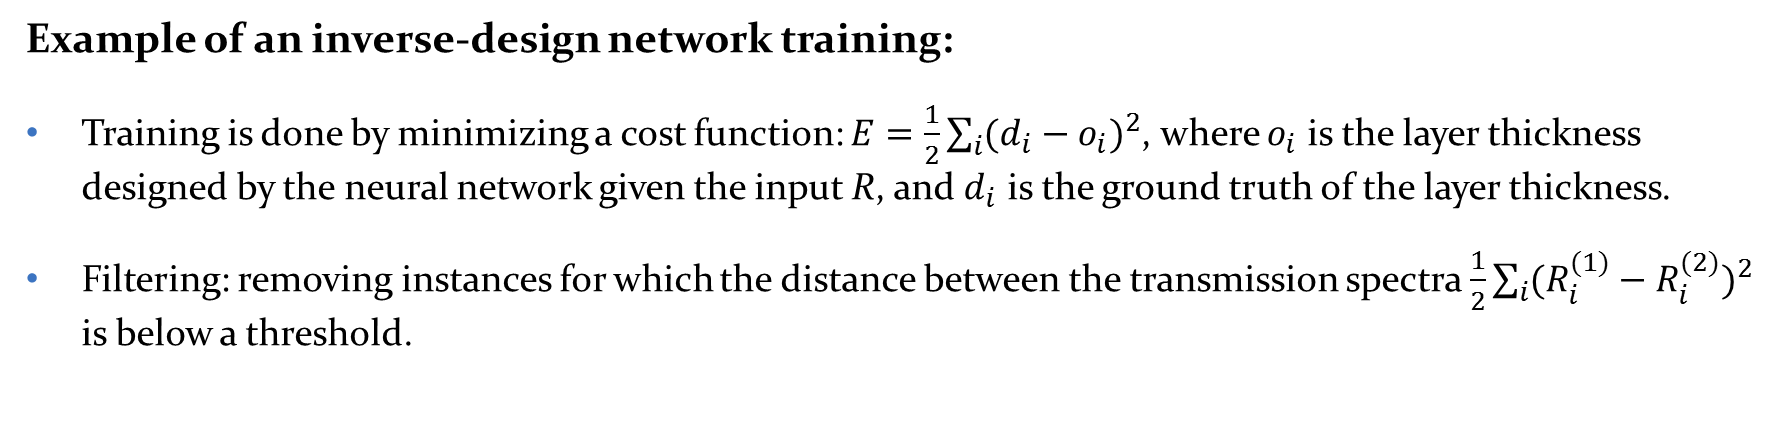 Example of an inverse-design network training:
• Training is done by minimizing a cost function: E = 1/2 ∑ᵢ(dᵢ − oᵢ)², where oᵢ is the layer thickness
designed by the neural network given the input R, and dᵢ is the ground truth of the layer thickness.
• Filtering: removing instances for which the distance between the transmission spectra 1/2 ∑ᵢ(Rᵢ⁽¹⁾ − Rᵢ⁽²⁾)²
is below a threshold.